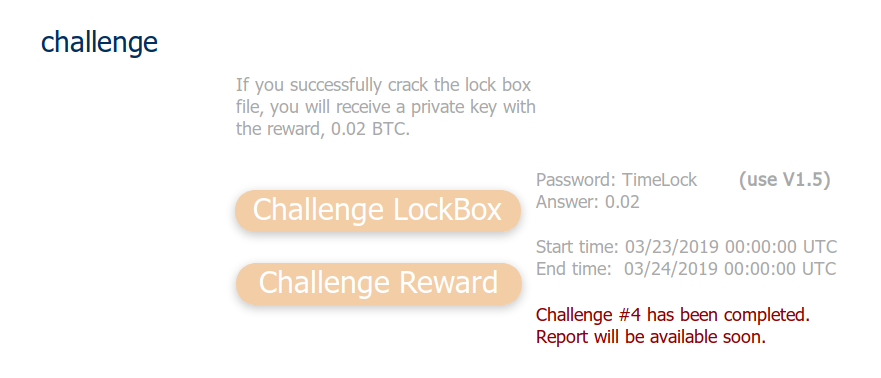 challenge
If you successfully crack the lock box
file, you will receive a private key with
the reward, 0.02 BTC.
Challenge LockBox
Password: TimeLock (use V1.5)
Answer: 0.02
Start time: 03/23/2019 00:00:00 UTC
End time: 03/24/2019 00:00:00 UTC
Challenge Reward
Challenge #4 has been completed.
Report will be available soon.